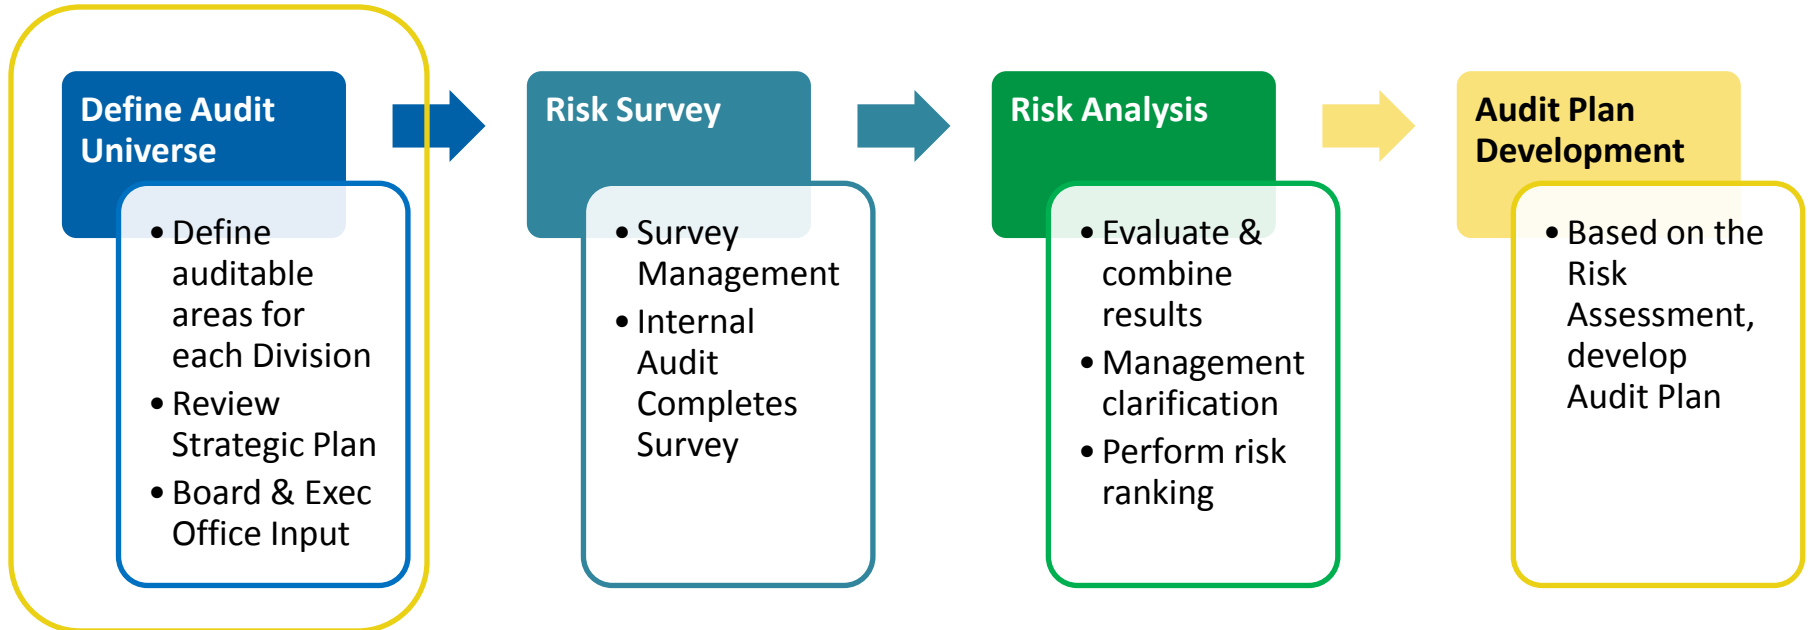 Define Audit
Universe
• Define
auditable
areas for
each Division
• Review
Strategic Plan
• Board & Exec
Office Input
Risk Survey
• Survey
Management
• Internal
Audit
Completes
Survey
Risk Analysis
• Evaluate &
combine
results
• Management
clarification
• Perform risk
ranking
Audit Plan
Development
• Based on the
Risk
Assessment,
develop
Audit Plan